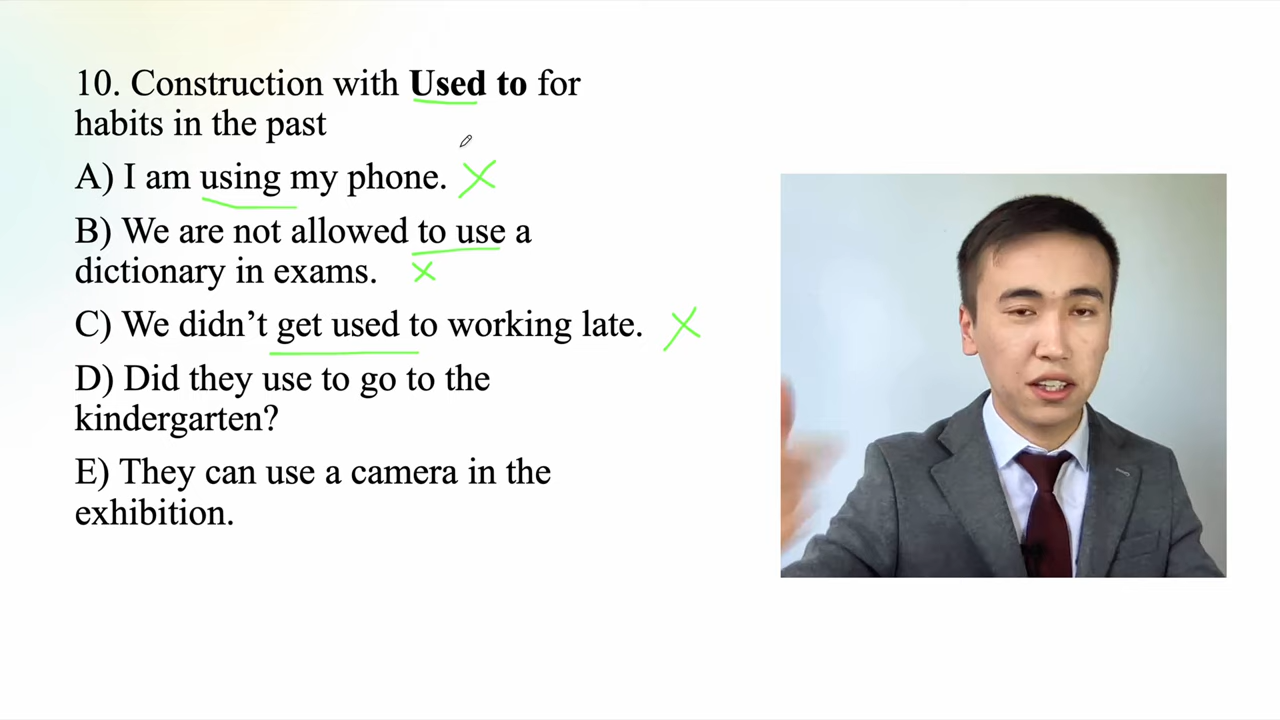 10. Construction with Used to for
habits in the past
A) I am using my phone.
B) We are not allowed to use a
dictionary in exams.
C) We didn’t get used to working late.
D) Did they use to go to the
kindergarten?
E) They can use a camera in the
exhibition.